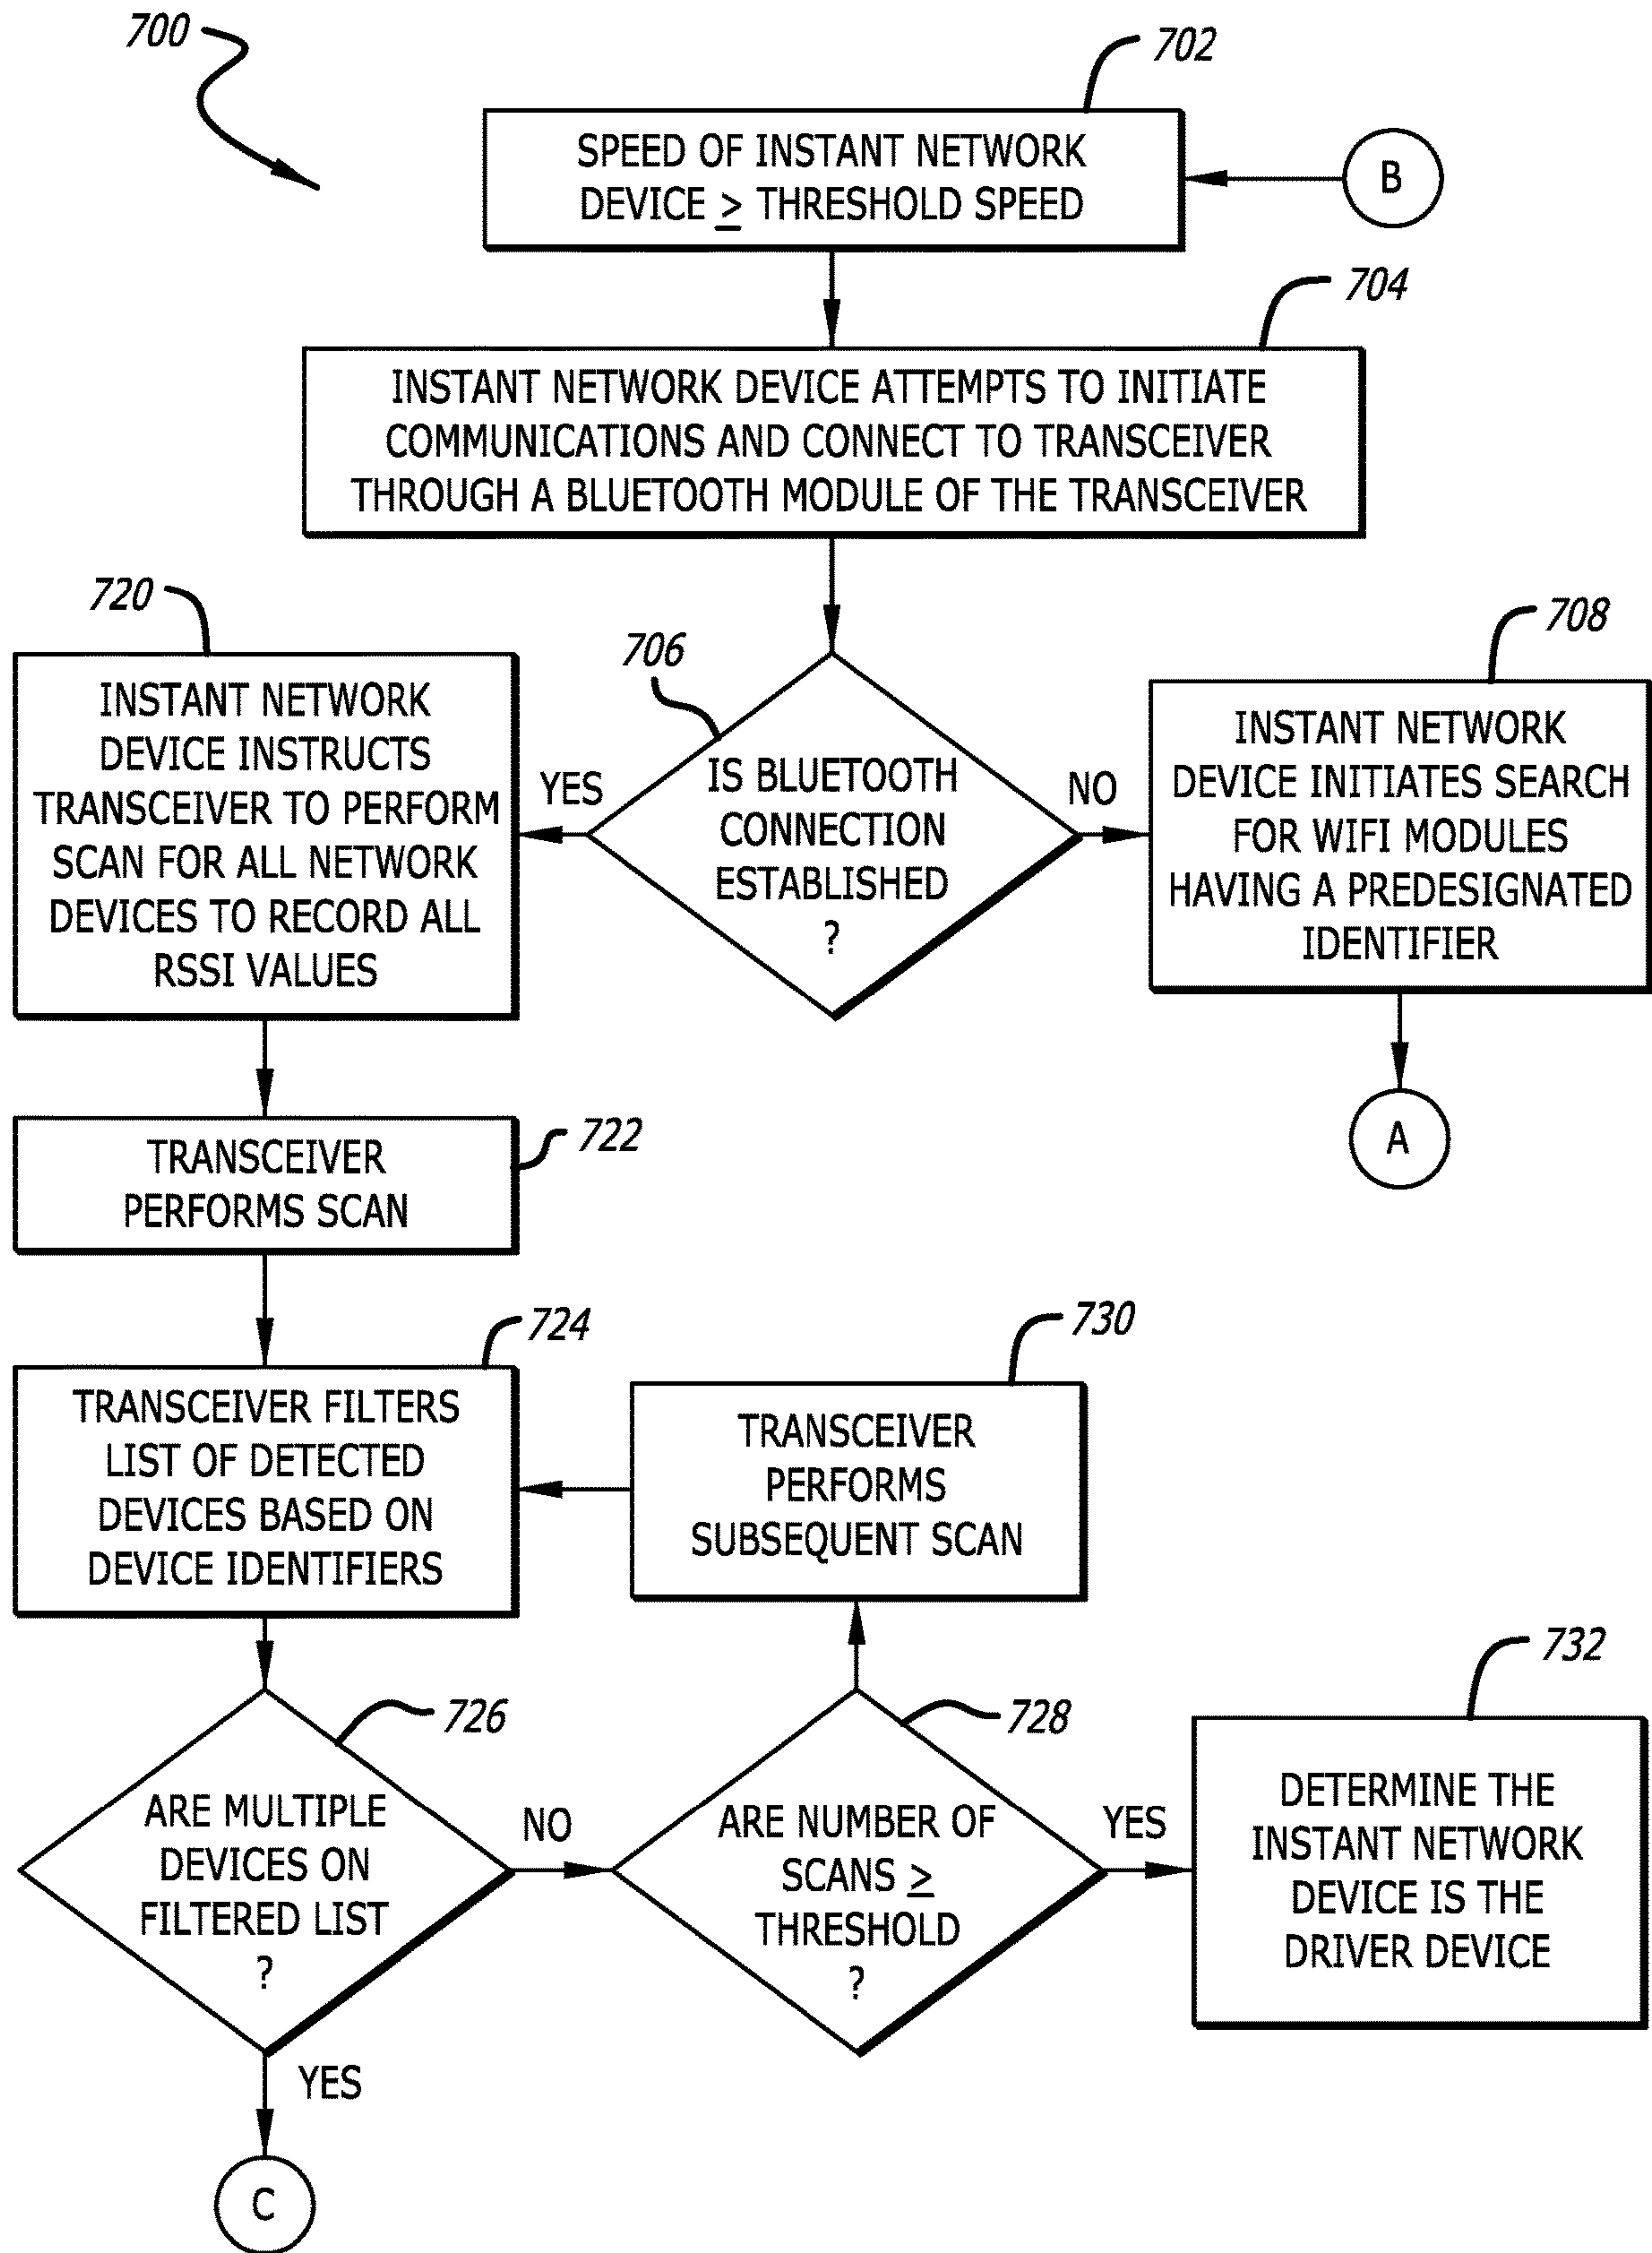 700
702
SPEED OF INSTANT NETWORK
DEVICE ≥ THRESHOLD SPEED
B
704
INSTANT NETWORK DEVICE ATTEMPTS TO INITIATE
COMMUNICATIONS AND CONNECT TO TRANSCEIVER
THROUGH A BLUETOOTH MODULE OF THE TRANSCEIVER
706
IS BLUETOOTH
CONNECTION
ESTABLISHED
?
YES
NO
708
INSTANT NETWORK
DEVICE INITIATES SEARCH
FOR WIFI MODULES
HAVING A PREDESIGNATED
IDENTIFIER
A
720
INSTANT NETWORK
DEVICE INSTRUCTS
TRANSCEIVER TO PERFORM
SCAN FOR ALL NETWORK
DEVICES TO RECORD ALL
RSSI VALUES
722
TRANSCEIVER
PERFORMS SCAN
724
TRANSCEIVER FILTERS
LIST OF DETECTED
DEVICES BASED ON
DEVICE IDENTIFIERS
730
TRANSCEIVER
PERFORMS
SUBSEQUENT SCAN
726
ARE MULTIPLE
DEVICES ON
FILTERED LIST
?
NO
YES
C
728
ARE NUMBER OF
SCANS ≥
THRESHOLD
?
YES
732
DETERMINE THE
INSTANT NETWORK
DEVICE IS THE
DRIVER DEVICE